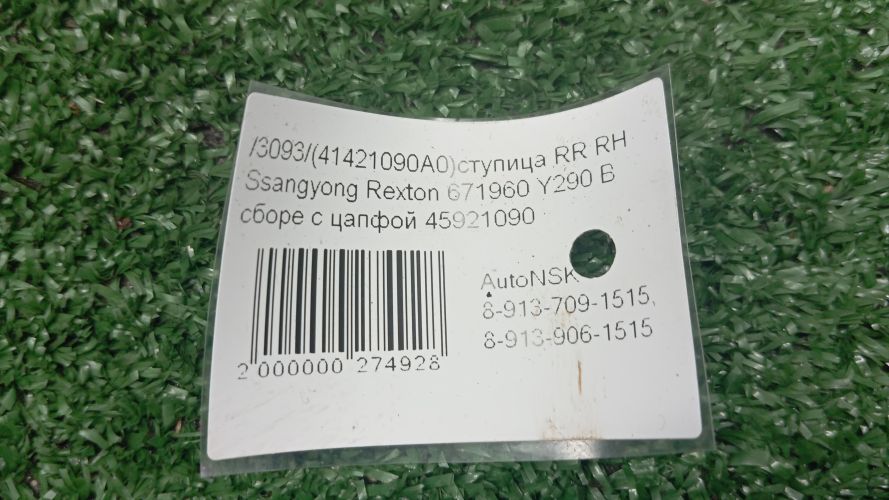 /3093/(41421090A0)ступица RR RH
Ssangyong Rexton 671960 Y290 В
сборе с цапфой 45921090
AutoNSK
8-913-709-1515,
8-913-906-1515
2 000000 274928